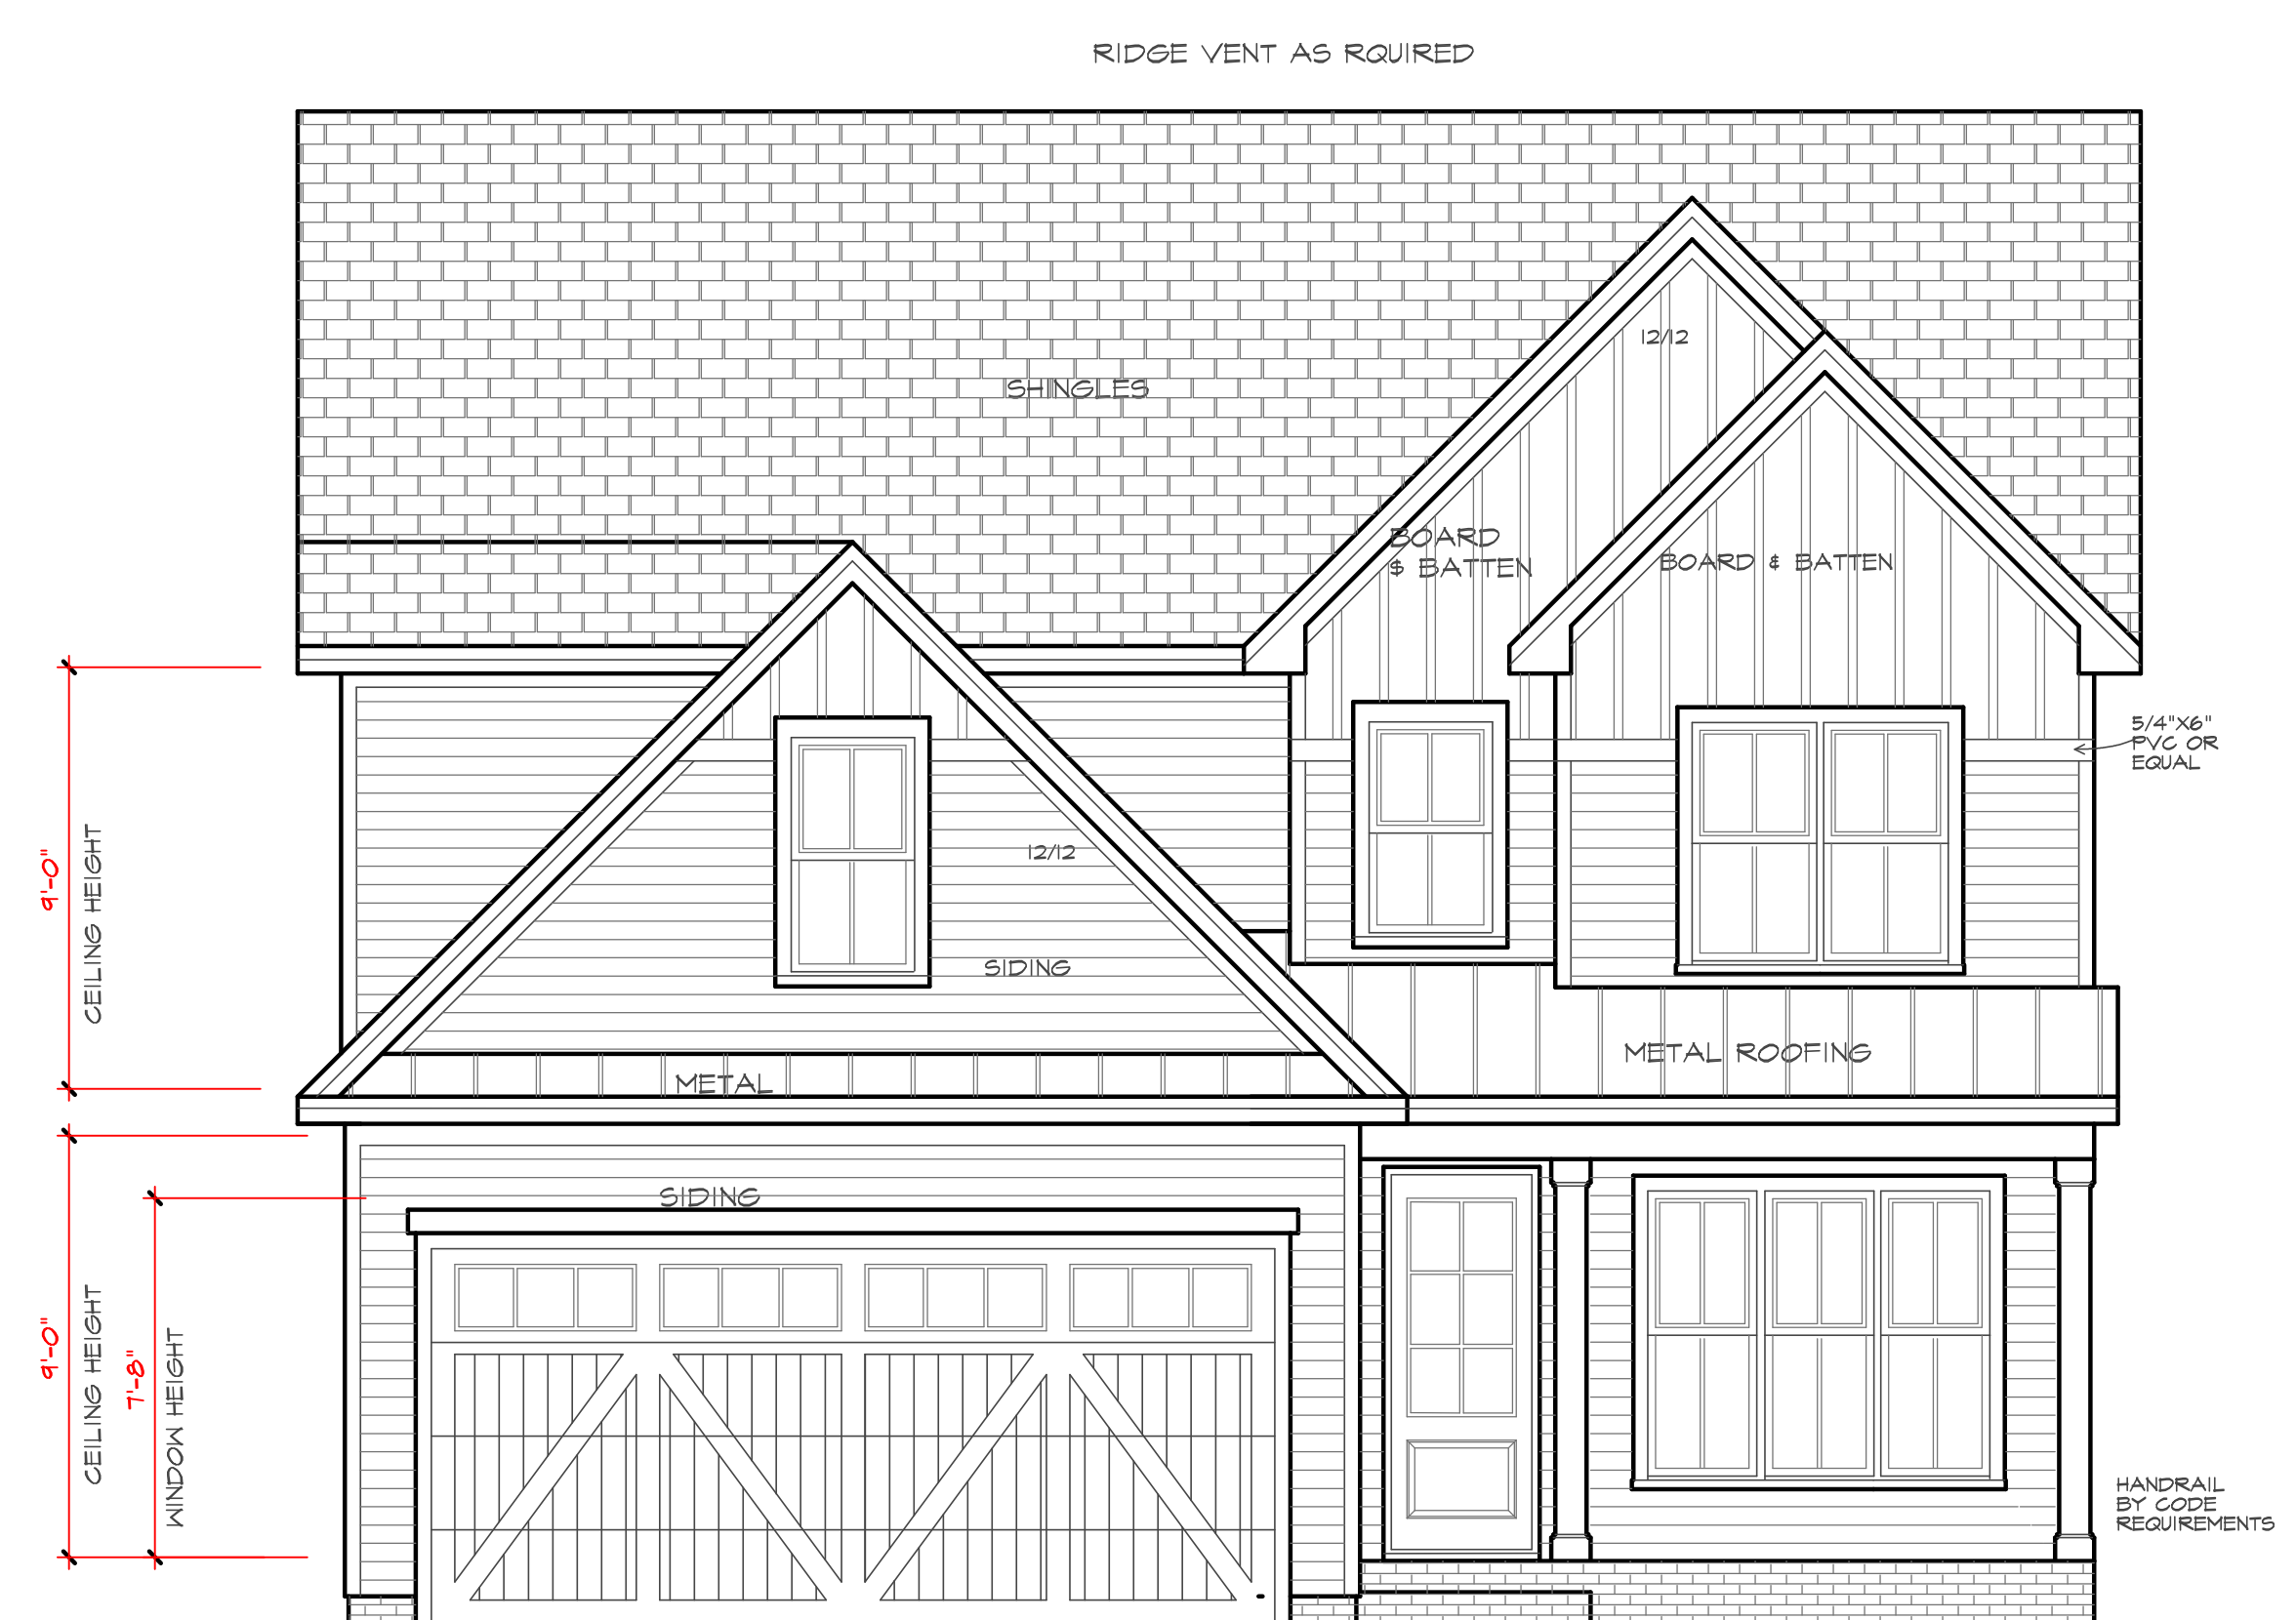 RIDGE VENT AS RQUIRED
12/12
SHINGLES
BOARD
& BATTEN
BOARD & BATTEN
5/4"X6"
PVC OR
EQUAL
9'-0"
CEILING HEIGHT
12/12
SIDING
METAL ROOFING
METAL
SIDING
9'-0"
CEILING HEIGHT
7'-8"
WINDOW HEIGHT
HANDRAIL
BY CODE
REQUIREMENTS